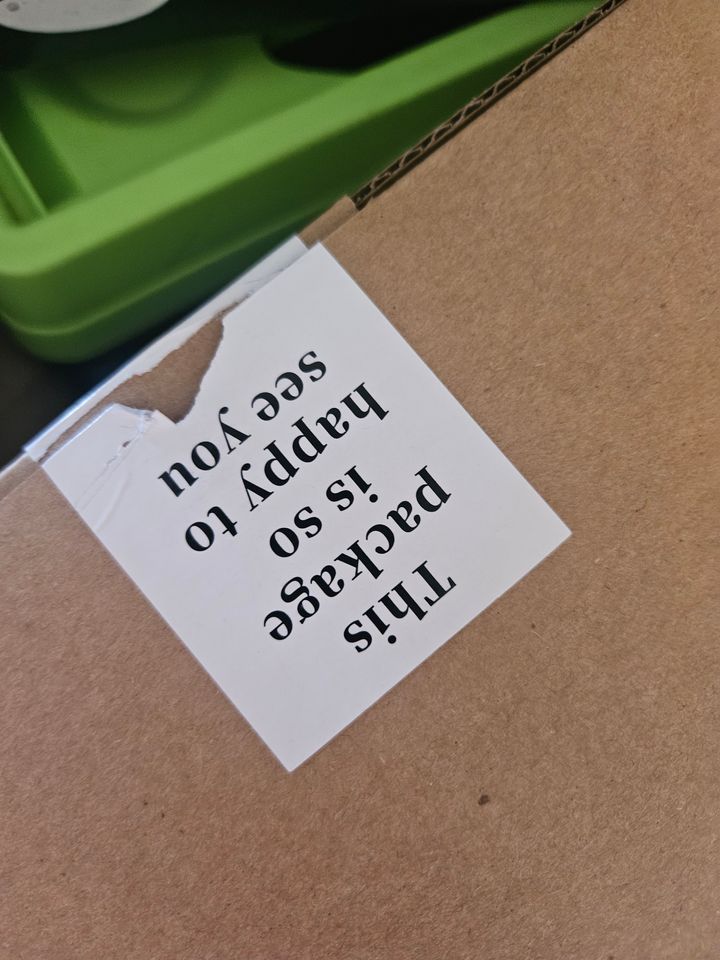 This
package
is so
happy to
see you